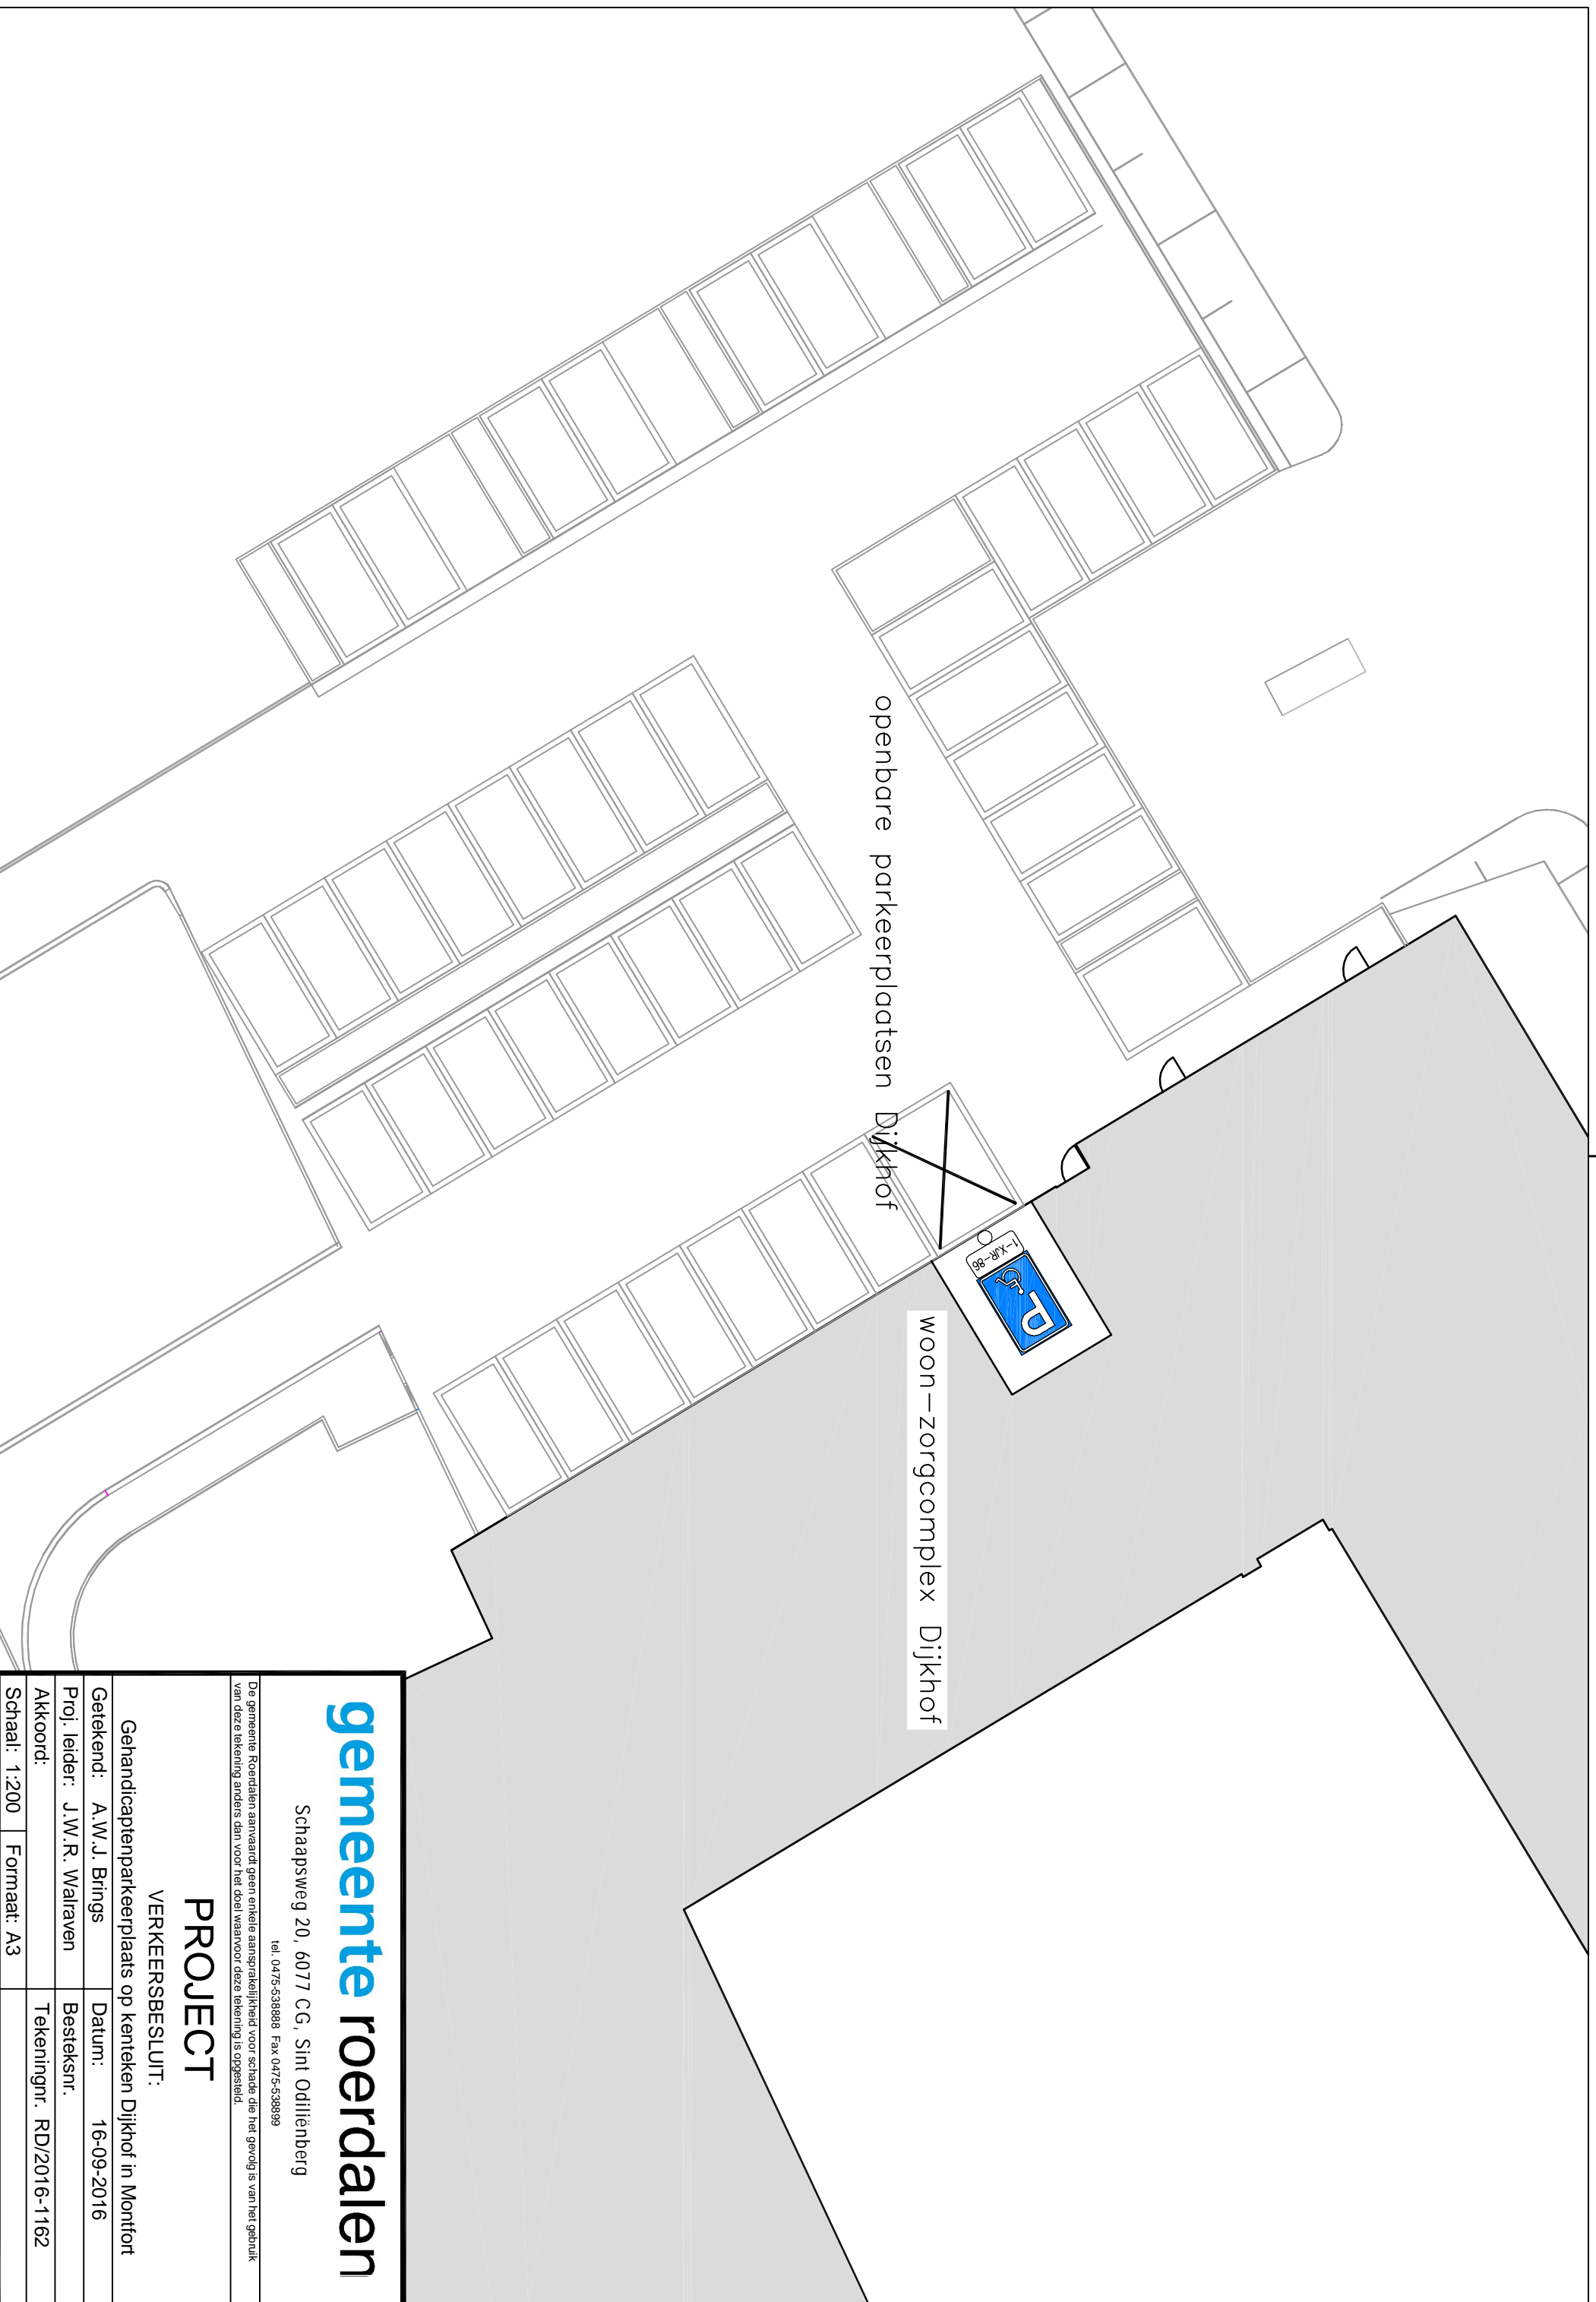 openbare parkeerplaatsen Dijkhof
1-XJR-86
P
woon-zorgcomplex Dijkhof
gemeente roerdalen
Schaapsweg 20, 6077 CG, Sint Odiliënberg
tel. 0475-538888 Fax 0475-538899
De gemeente Roerdalen aanvaardt geen enkele aansprakelijkheid voor schade die het gevolg is van het gebruik
van deze tekening anders dan voor het doel waarvoor deze tekening is opgesteld.
PROJECT
VERKEERSBESLUIT:
Gehandicaptenparkeerplaats op kenteken Dijkhof in Montfort
Getekend: A.W.J. Brings Datum: 16-09-2016
Proj. leider: J.W.R. Walraven Besteksnr.
Akkoord: Tekeningnr. RD/2016-1162
Schaal: 1:200 Formaat: A3